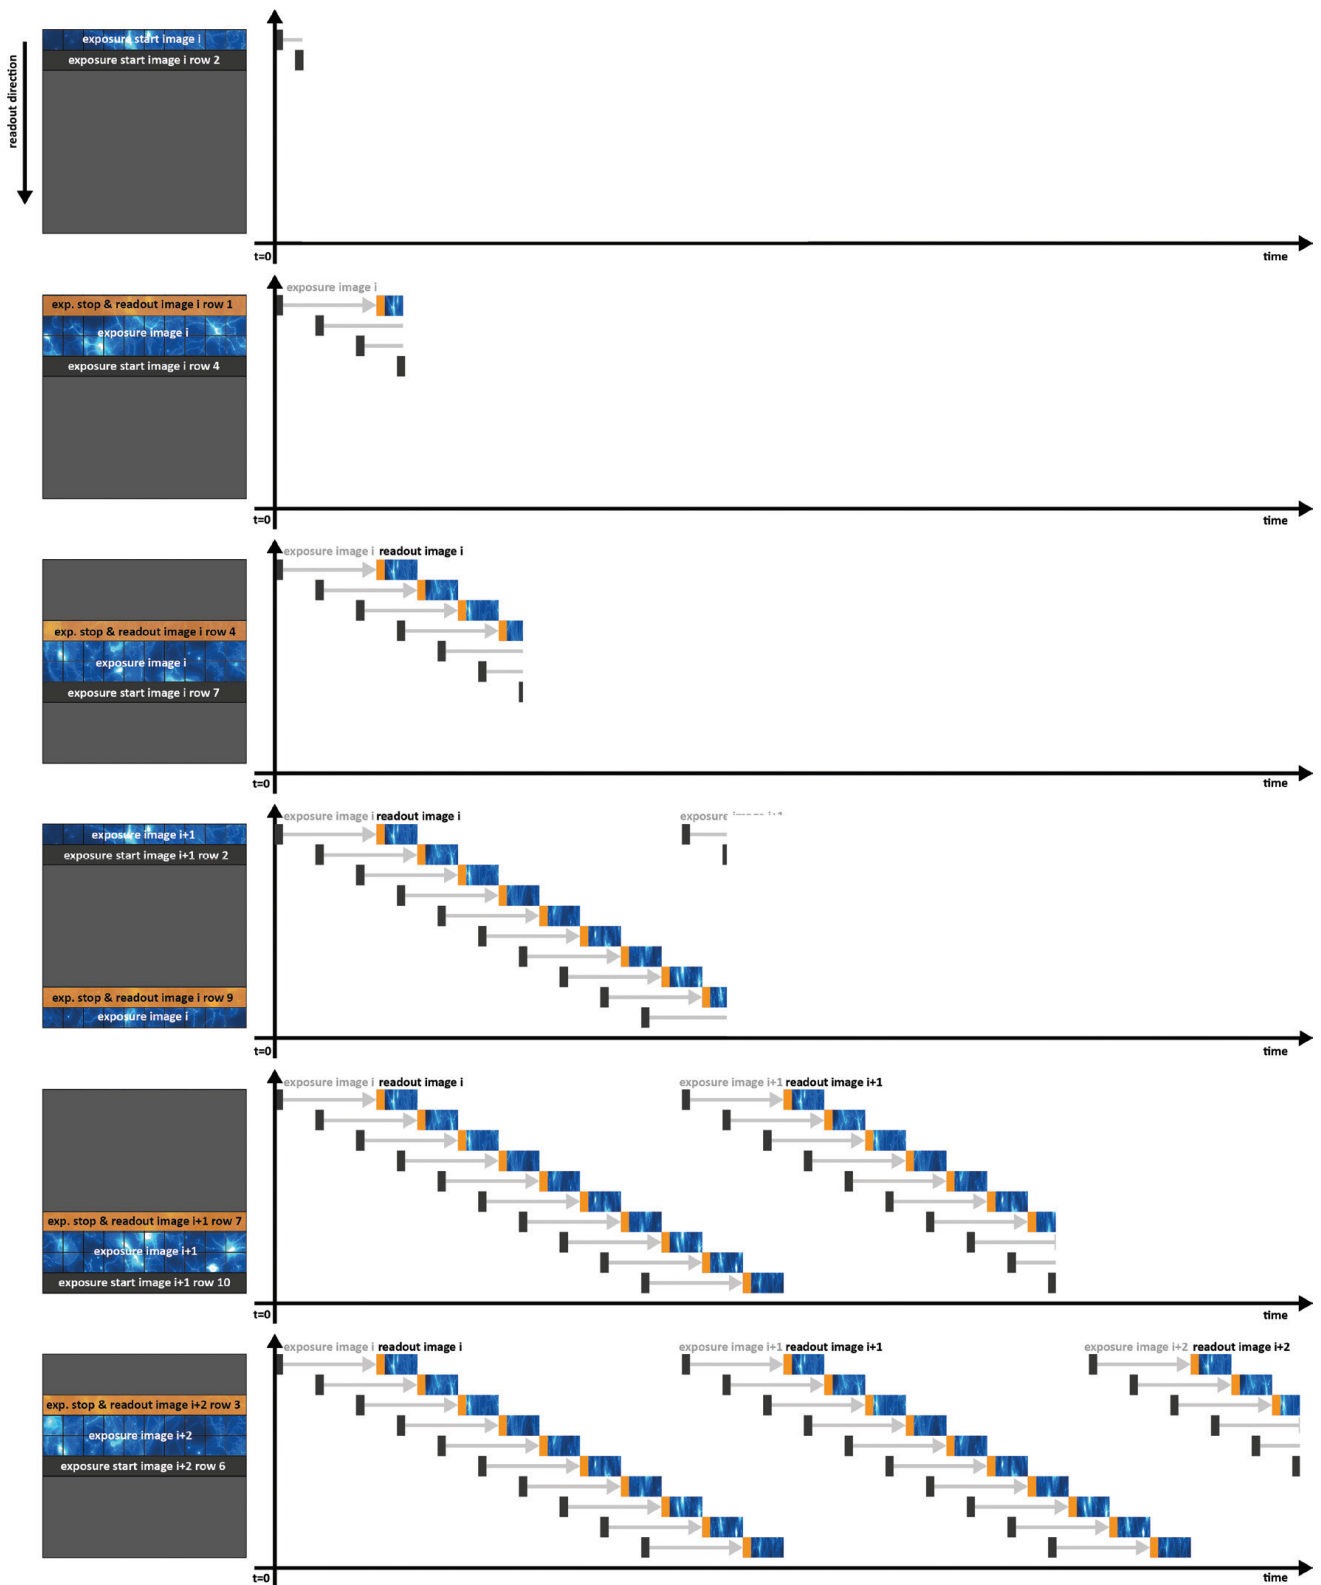 readout direction
exposure start image i
exposure start image i row 2
t=0
time
exp. stop & readout image i row 1
exposure image i
exposure start image i row 4
exposure image i
t=0
time
exp. stop & readout image i row 4
exposure image i
exposure start image i row 7
exposure image i readout image i
t=0
time
exposure image i+1
exposure start image i+1 row 2
exp. stop & readout image i row 9
exposure image i
exposure image i readout image i
exposure image i+1
t=0
time
exp. stop & readout image i+1 row 7
exposure image i+1
exposure start image i+1 row 10
exposure image i readout image i
exposure image i+1 readout image i+1
t=0
time
exp. stop & readout image i+2 row 3
exposure image i+2
exposure start image i+2 row 6
exposure image i readout image i
exposure image i+1 readout image i+1
exposure image i+2 readout image i+2
t=0
time